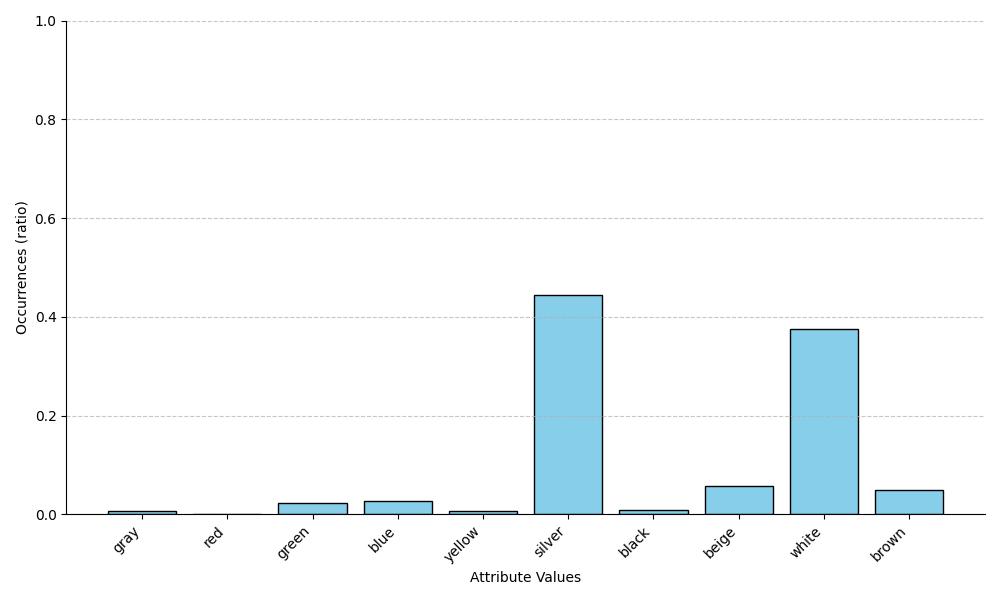 1.0
0.8
0.6
0.4
0.2
0.0
Occurrences (ratio)
gray
red
green
blue
yellow
silver
black
beige
white
brown
Attribute Values